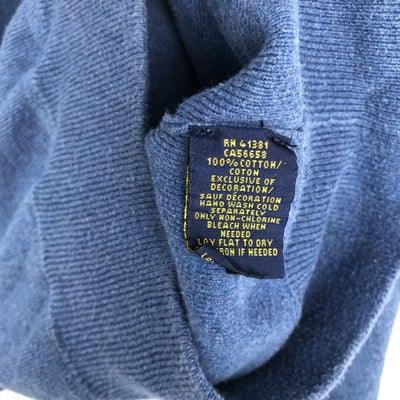 RN 41381
CA56658
100% COTTON/
COTON
EXCLUSIVE OF
DECORATION/
SAUF DÉCORATION
HAND WASH COLD
SEPARATELY
ONLY NON-CHLORINE
BLEACH WHEN
NEEDED
LAY FLAT TO DRY
IRON IF NEEDED